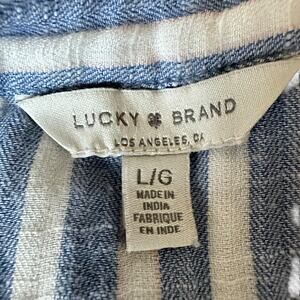 LUCKY BRAND
LOS ANGELES, CA
L/G
MADE IN
INDIA
FABRIQUE
EN INDE